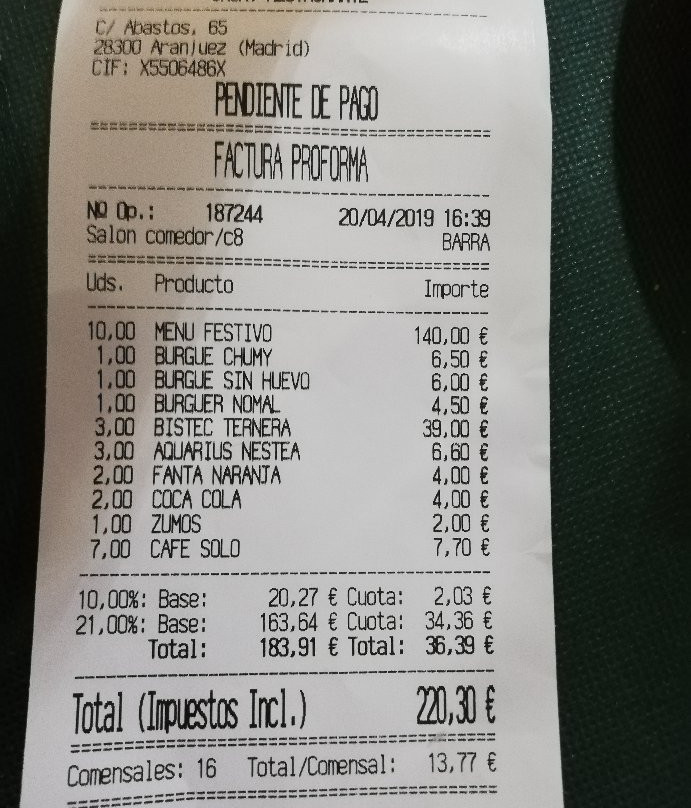 C/ Abastos, 65
28300 Aranjuez (Madrid)
CIF: X5506486X
PENDIENTE DE PAGO
FACTURA PROFORMA
Nº Op.: 187244 20/04/2019 16:39
Salon comedor/c8 BARRA
Uds. Producto Importe
10,00 MENU FESTIVO 140,00 €
1,00 BURGUE CHUMY 6,50 €
1,00 BURGUE SIN HUEVO 6,00 €
1,00 BURGUER NOMAL 4,50 €
3,00 BISTEC TERNERA 39,00 €
3,00 AQUARIUS NESTEA 6,60 €
2,00 FANTA NARANJA 4,00 €
2,00 COCA COLA 4,00 €
1,00 ZUMOS 2,00 €
7,00 CAFE SOLO 7,70 €
10,00%: Base: 20,27 € Cuota: 2,03 €
21,00%: Base: 163,64 € Cuota: 34,36 €
Total: 183,91 € Total: 36,39 €
Total (Impuestos Incl.) 220,30 €
Comensales: 16 Total/Comensal: 13,77 €